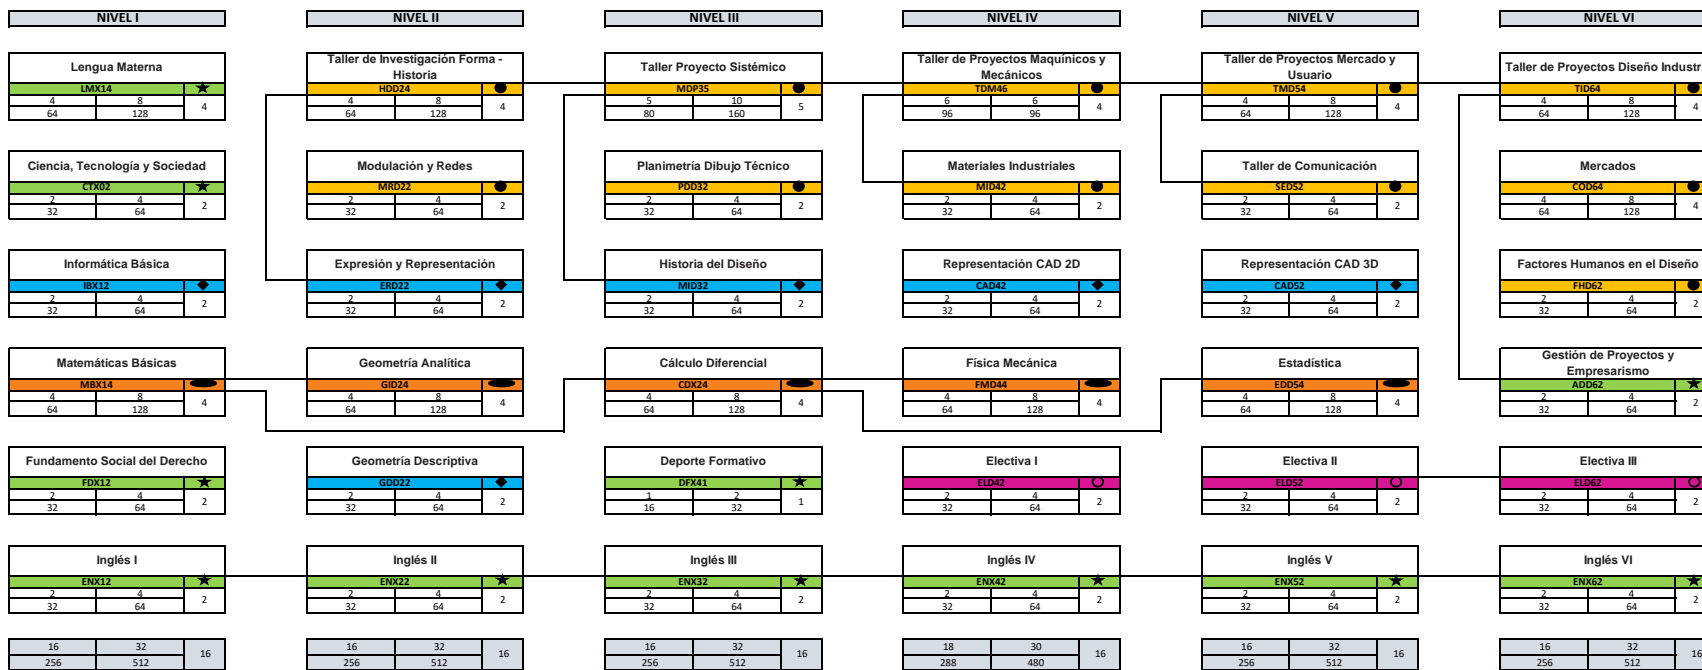 NIVEL I NIVEL II NIVEL III NIVEL IV NIVEL V NIVEL VI
Lengua Materna
LMX14
4 8 4
64 128
Taller de Investigación Forma -
Historia
HDD24
4 8 4
64 128
Taller Proyecto Sistémico
MDP35
5 10 5
80 160
Taller de Proyectos Maquínicos y
Mecánicos
TDM46
6 6 4
96 96
Taller de Proyectos Mercado y
Usuario
TMD54
4 8 4
64 128
Taller de Proyectos Diseño Industr
TID64
4 8 4
64 128
Ciencia, Tecnología y Sociedad
CTX02
2 4 2
32 64
Modulación y Redes
MRD22
2 4 2
32 64
Planimetría Dibujo Técnico
PDD32
2 4 2
32 64
Materiales Industriales
MID42
2 4 2
32 64
Taller de Comunicación
SED52
2 4 2
32 64
Mercados
COD64
4 8 4
64 128
Informática Básica
IBX12
2 4 2
32 64
Expresión y Representación
ERD22
2 4 2
32 64
Historia del Diseño
MID32
2 4 2
32 64
Representación CAD 2D
CAD42
2 4 2
32 64
Representación CAD 3D
CAD52
2 4 2
32 64
Factores Humanos en el Diseño
FHD62
2 4 2
32 64
Matemáticas Básicas
MBX14
4 8 4
64 128
Geometría Analítica
GID24
4 8 4
64 128
Cálculo Diferencial
CDX24
4 8 4
64 128
Física Mecánica
FMD44
4 8 4
64 128
Estadística
EDD54
4 8 4
64 128
Gestión de Proyectos y
Empresarismo
ADD62
2 4 2
32 64
Fundamento Social del Derecho
FDX12
2 4 2
32 64
Geometría Descriptiva
GDD22
2 4 2
32 64
Deporte Formativo
DFX41
1 2 1
16 32
Electiva I
ELD42
2 4 2
32 64
Electiva II
ELD52
2 4 2
32 64
Electiva III
ELD62
2 4 2
32 64
Inglés I
ENX12
2 4 2
32 64
Inglés II
ENX22
2 4 2
32 64
Inglés III
ENX32
2 4 2
32 64
Inglés IV
ENX42
2 4 2
32 64
Inglés V
ENX52
2 4 2
32 64
Inglés VI
ENX62
2 4 2
32 64
16 32 16
256 512
16 32 16
256 512
16 32 16
256 512
18 30 16
288 480
16 32 16
256 512
16 32 16
256 512